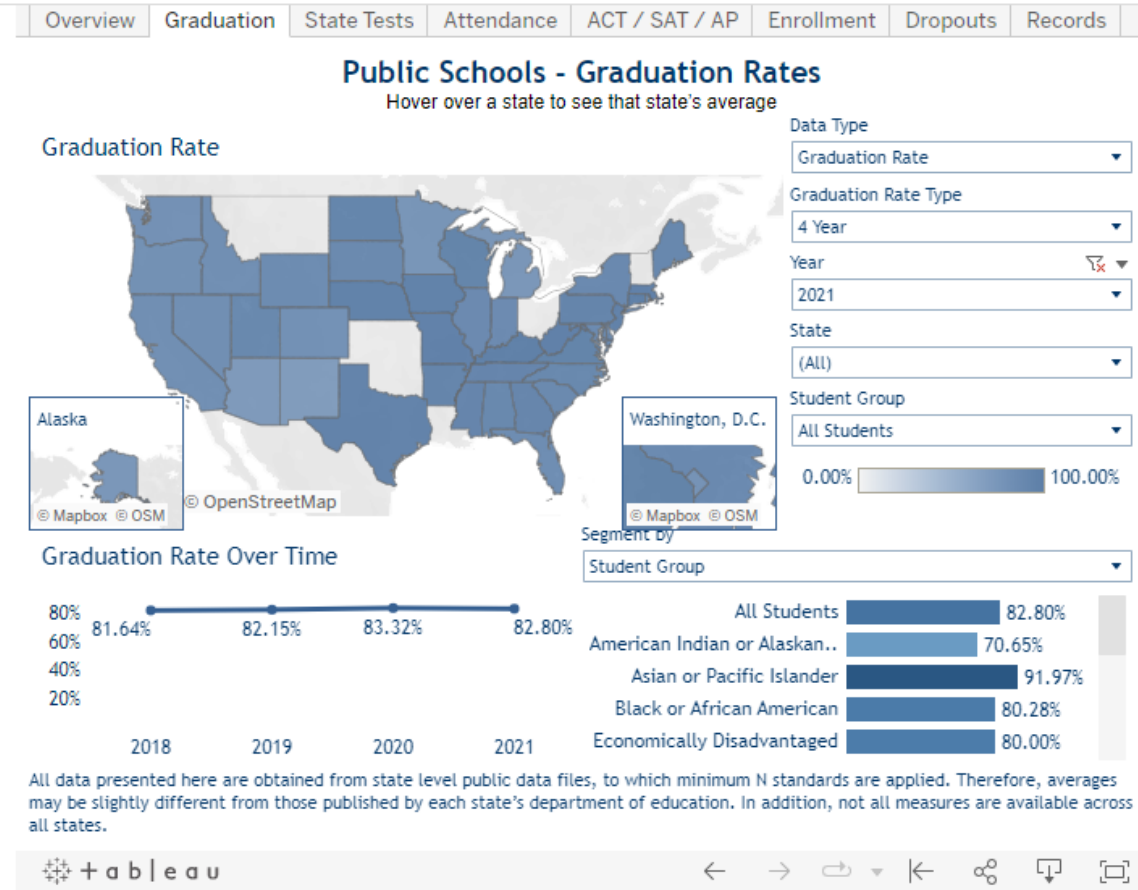 Overview Graduation State Tests Attendance ACT / SAT / AP Enrollment Dropouts Records
Public Schools - Graduation Rates
Hover over a state to see that state's average
Graduation Rate
Data Type
Graduation Rate
Graduation Rate Type
4 Year
Year
2021
State
(All)
Student Group
All Students
0.00% 100.00%
Alaska
© Mapbox © OSM
© OpenStreetMap
Washington, D.C.
© Mapbox © OSM
Graduation Rate Over Time
80%
60%
40%
20%
81.64% 82.15% 83.32% 82.80%
2018 2019 2020 2021
Segment by
Student Group
All Students 82.80%
American Indian or Alaskan.. 70.65%
Asian or Pacific Islander 91.97%
Black or African American 80.28%
Economically Disadvantaged 80.00%
All data presented here are obtained from state level public data files, to which minimum N standards are applied. Therefore, averages
may be slightly different from those published by each state's department of education. In addition, not all measures are available across
all states.
+ a b | e a u